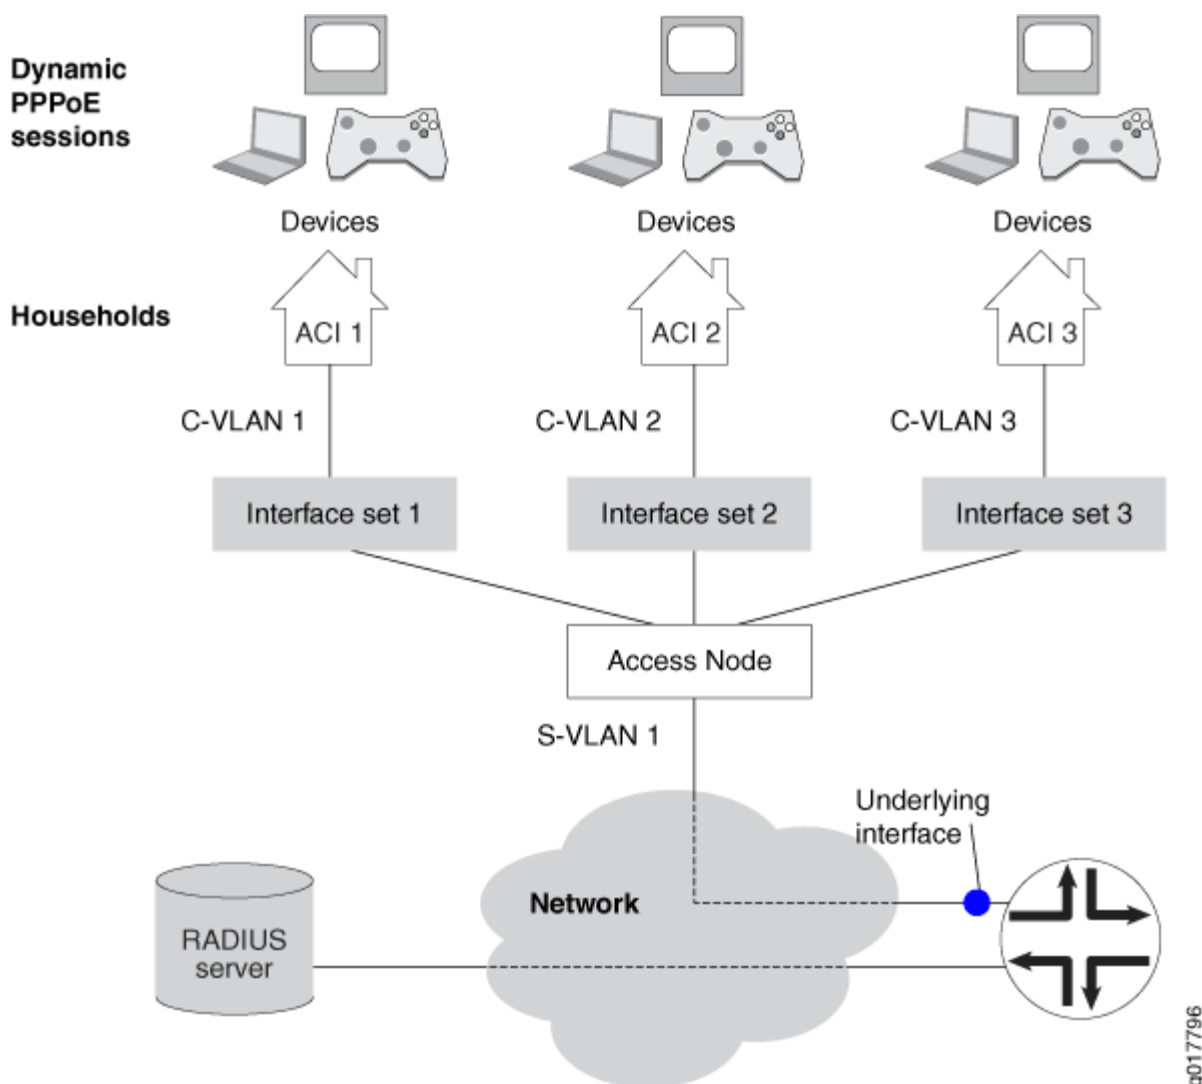 Dynamic
PPPoE
sessions
Devices
Devices
Devices
Households
ACI 1
ACI 2
ACI 3
C-VLAN 1
C-VLAN 2
C-VLAN 3
Interface set 1
Interface set 2
Interface set 3
Access Node
S-VLAN 1
Underlying
interface
Network
RADIUS
server
g017796